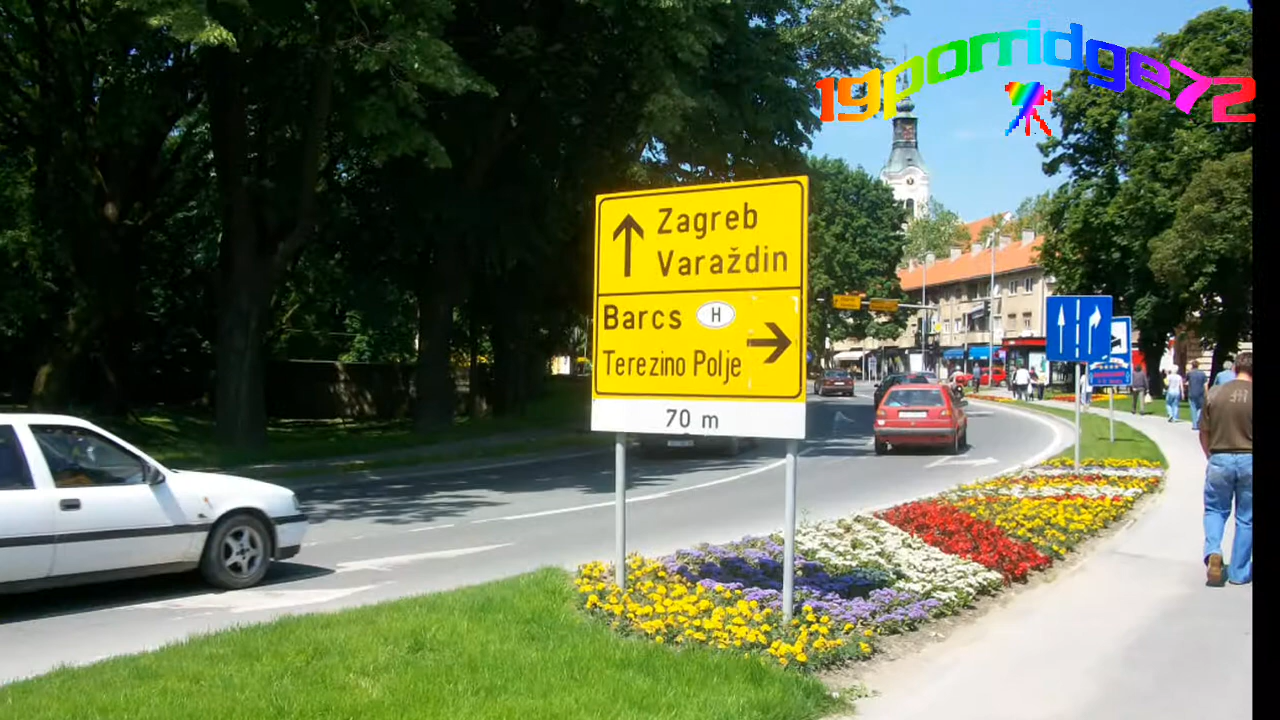 19porridge72
Zagreb
Varaždin
Barcs H
Terezino Polje
70 m